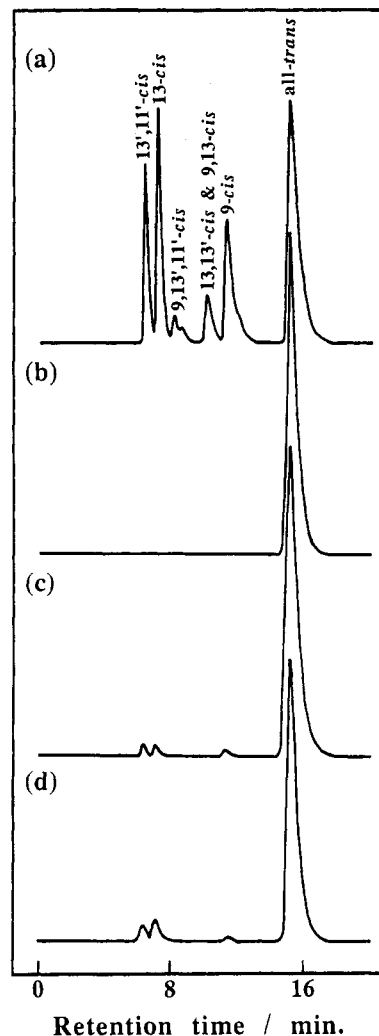 (a)
13',11'-cis
13-cis
9,13',11'-cis
13,13'-cis & 9,13-cis
9-cis
all-trans
(b)
(c)
(d)
0 8 16
Retention time / min.